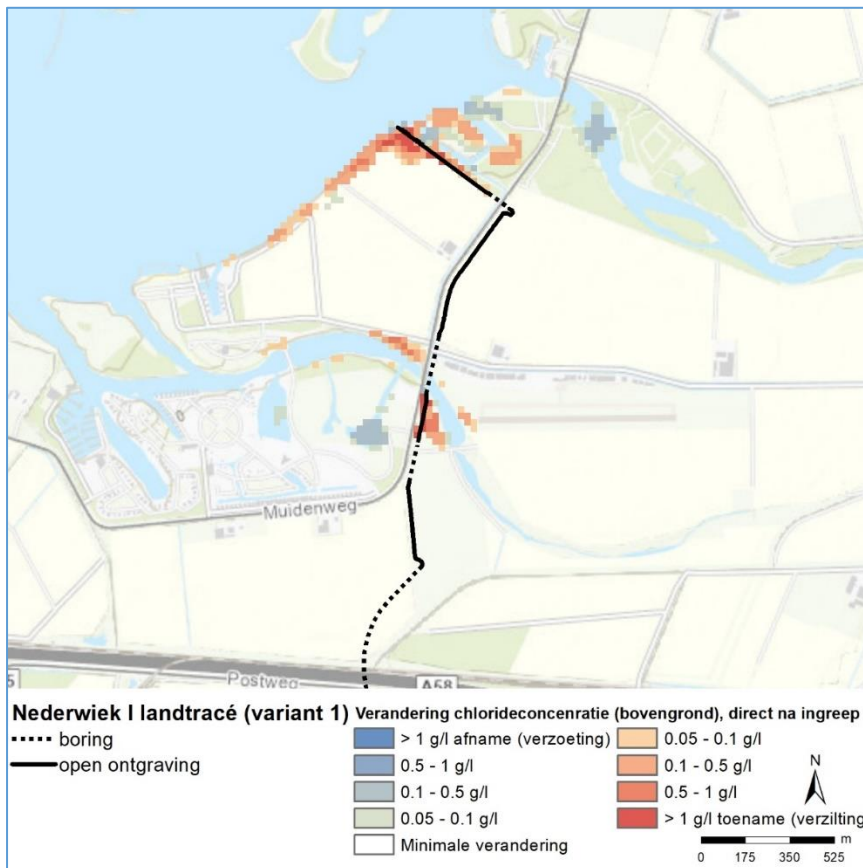 Muidenweg
Postweg
A58
5
Nederwiek I landtracé (variant 1)
boring
open ontgraving
Verandering chlorideconcenratie (bovengrond), direct na ingreep
> 1 g/l afname (verzoeting)
0.5 - 1 g/l
0.1 - 0.5 g/l
0.05 - 0.1 g/l
Minimale verandering
0.05 - 0.1 g/l
0.1 - 0.5 g/l
0.5 - 1 g/l
> 1 g/l toename (verzilting
N
m
0 175 350 525